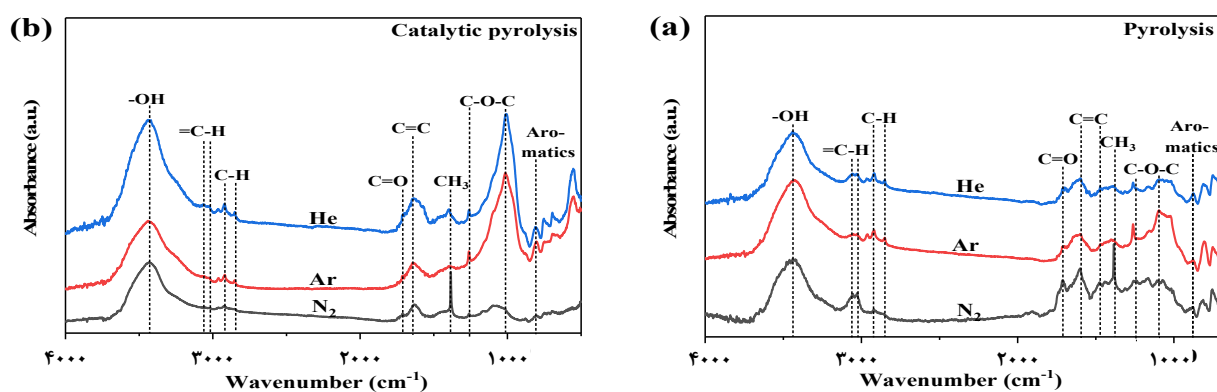 (b)
Catalytic pyrolysis
-OH
=C-H
C-H
C=C
C=O
CH₃
C-O-C
Aro-
matics
He
Ar
N₂
Absorbance (a.u.)
۴۰۰۰ ۳۰۰۰ ۲۰۰۰ ۱۰۰۰
Wavenumber (cm⁻¹)
(a)
Pyrolysis
-OH
=C-H
C-H
C=C
C=O
CH₃
C-O-C
Aro-
matics
He
Ar
N₂
Absorbance (a.u.)
۴۰۰۰ ۳۰۰۰ ۲۰۰۰ ۱۰۰۰
Wavenumber (cm⁻¹)